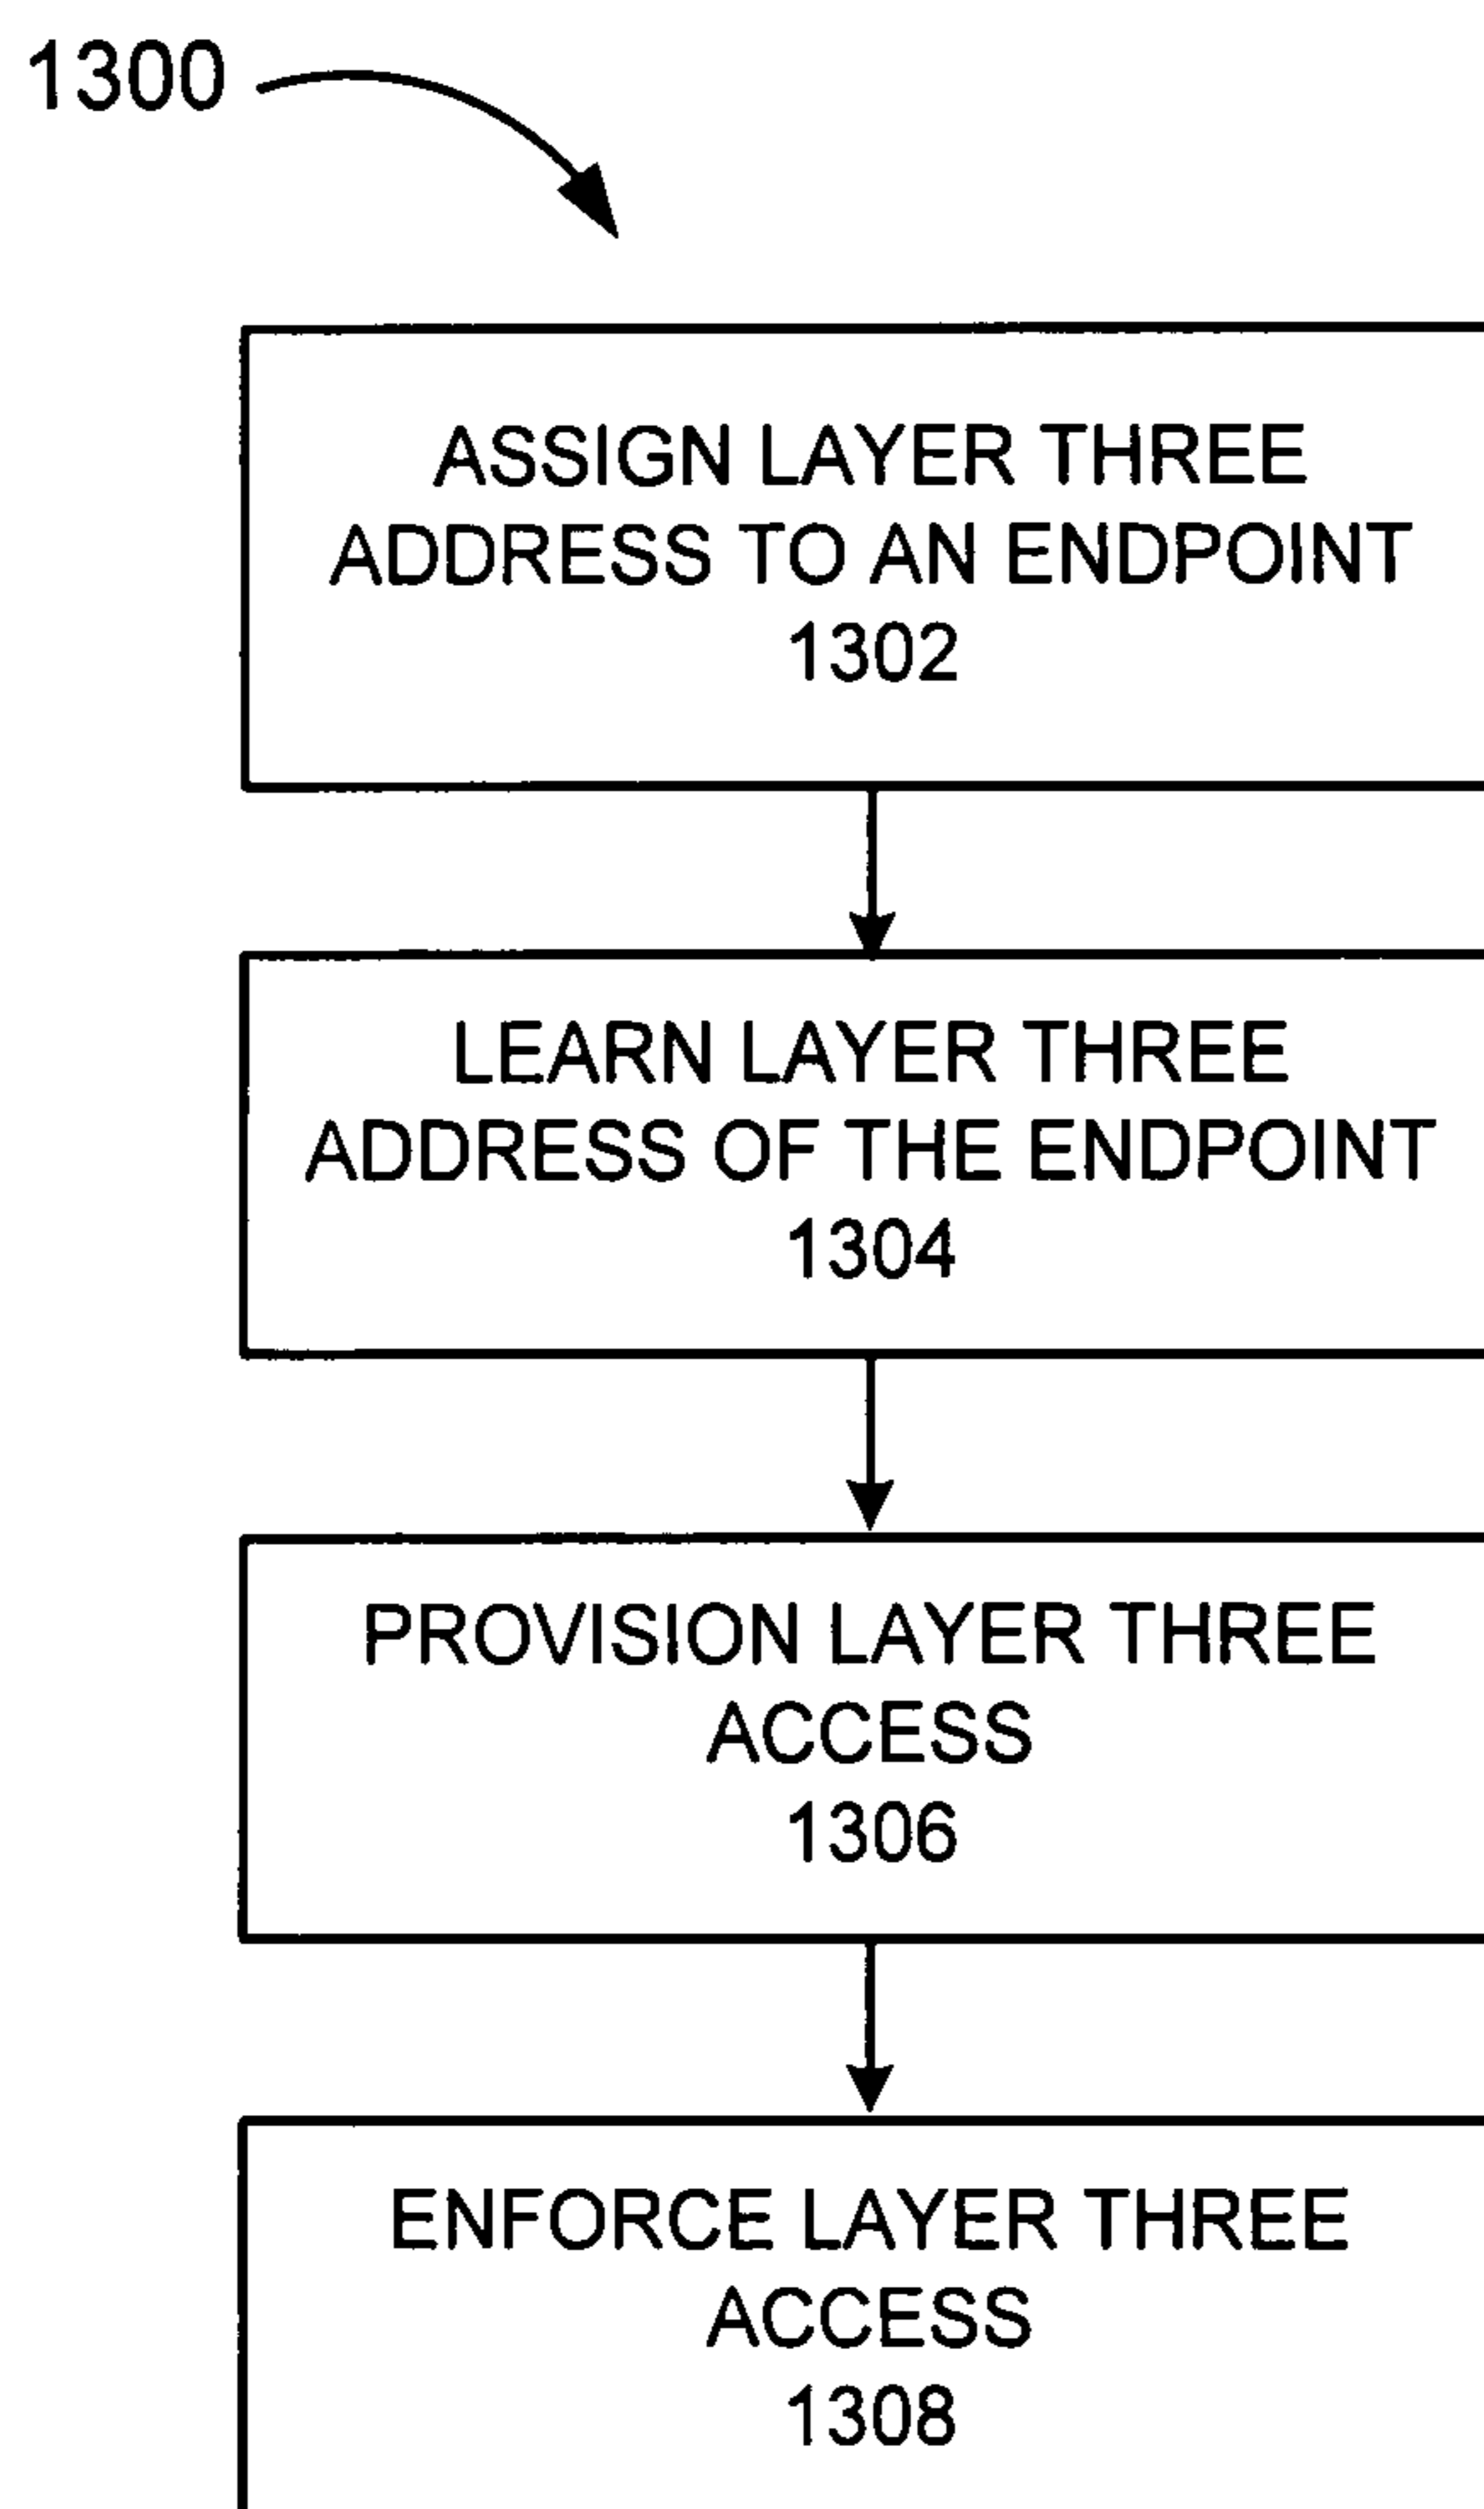 1300
ASSIGN LAYER THREE
ADDRESS TO AN ENDPOINT
1302
LEARN LAYER THREE
ADDRESS OF THE ENDPOINT
1304
PROVISION LAYER THREE
ACCESS
1306
ENFORCE LAYER THREE
ACCESS
1308